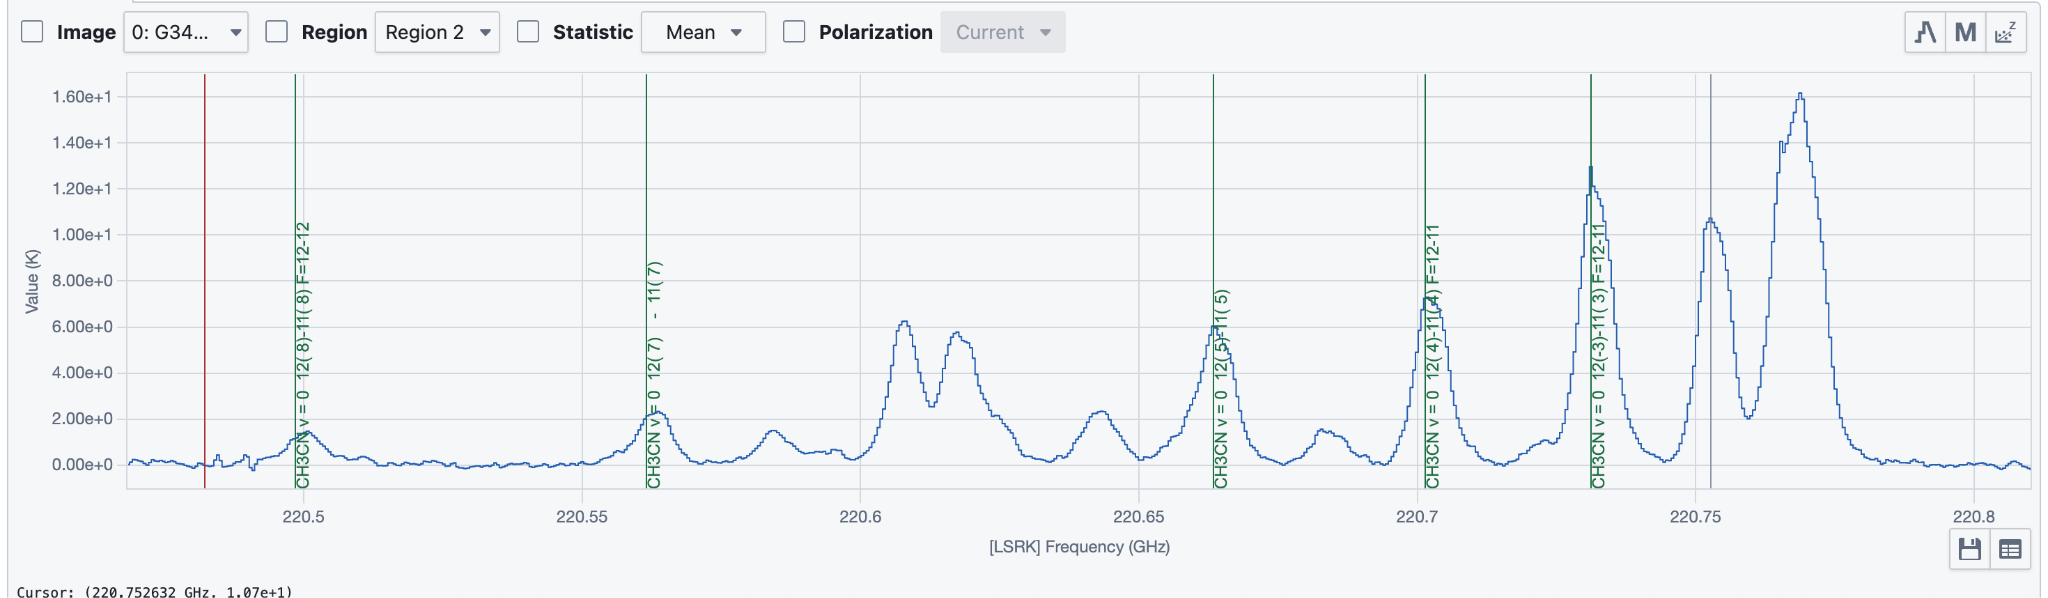 Image 0: G34... Region Region 2 Statistic Mean Polarization Current M Z
1.60e+1
1.40e+1
1.20e+1
1.00e+1
8.00e+0
6.00e+0
4.00e+0
2.00e+0
0.00e+0
Value (K)
CH3CN v = 0 12( 8)-11( 8) F=12-12
CH3CN v = 0 12( 7) - 11( 7)
CH3CN v = 0 12( 5)-11( 5)
CH3CN v = 0 12( 4)-11( 4) F=12-11
CH3CN v = 0 12(-3)-11( 3) F=12-11
220.5 220.55 220.6 220.65 220.7 220.75 220.8
[LSRK] Frequency (GHz)
Cursor: (220.752632 GHz, 1.07e+1)